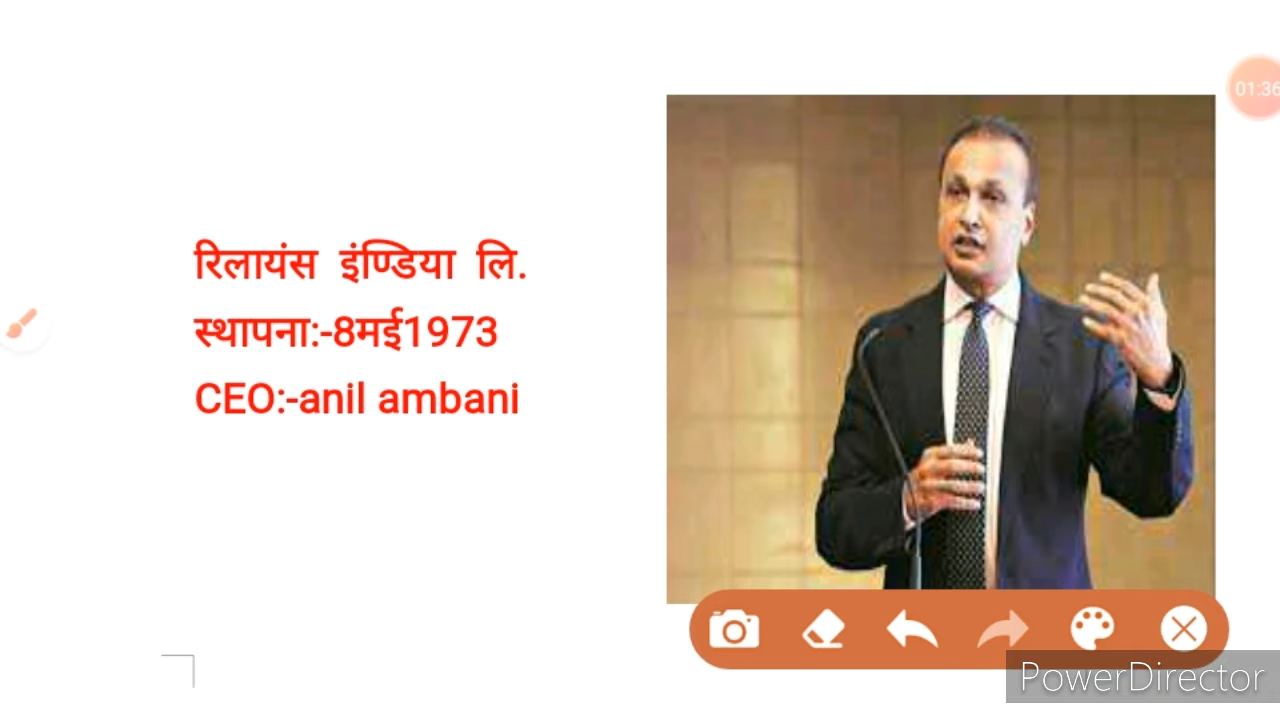 01:36
रिलायंस इंण्डिया लि.
स्थापना:-8मई1973
CEO:-anil ambani
PowerDirector